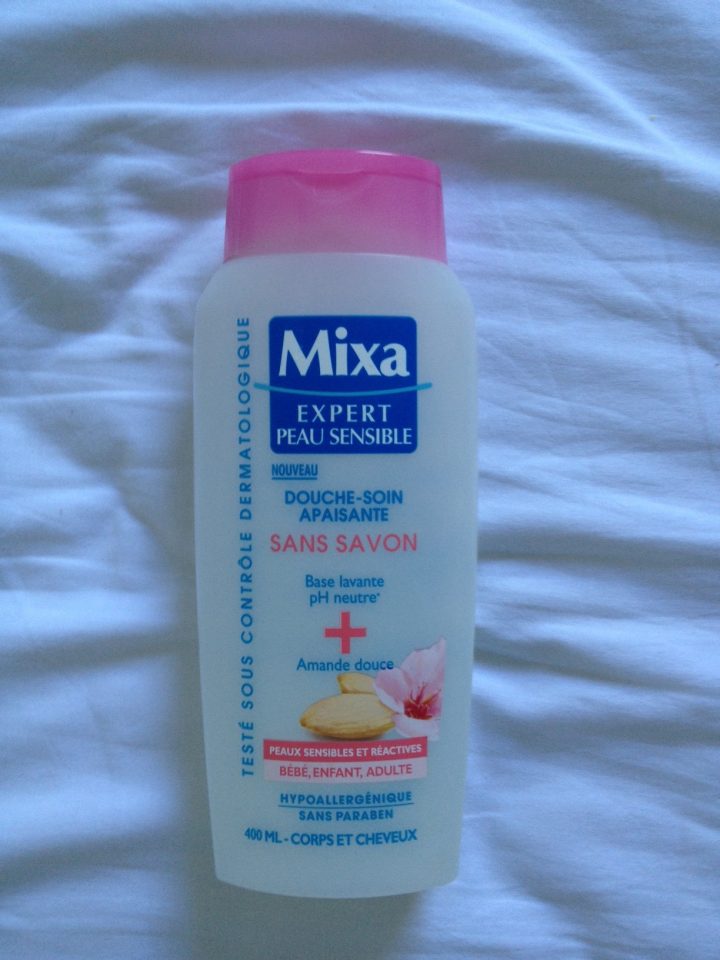 Mixa
EXPERT
PEAU SENSIBLE
NOUVEAU
DOUCHE-SOIN
APAISANTE
SANS SAVON
Base lavante
pH neutre*
+
Amande douce
PEAUX SENSIBLES ET RÉACTIVES
BÉBÉ, ENFANT, ADULTE
HYPOALLERGÉNIQUE
SANS PARABEN
400 ML - CORPS ET CHEVEUX
TESTÉ SOUS CONTRÔLE DERMATOLOGIQUE